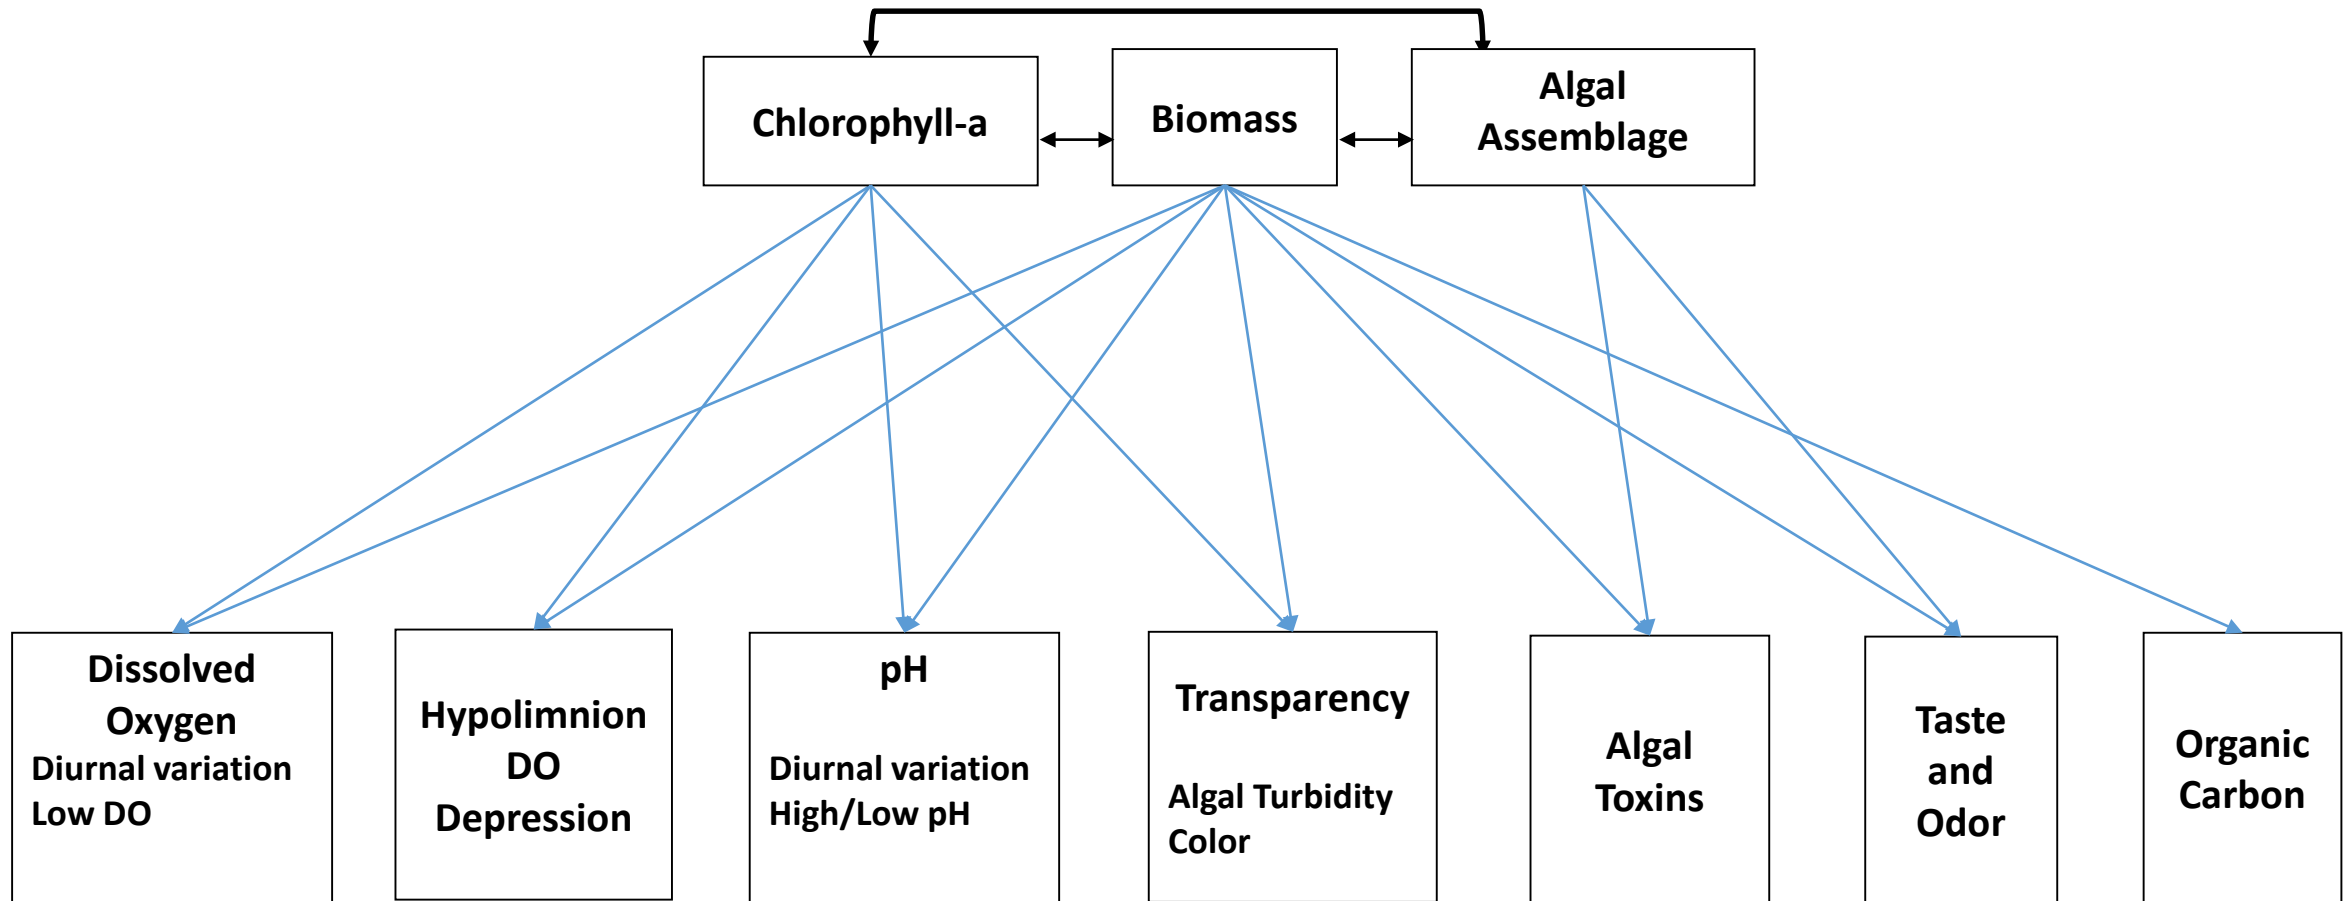 Chlorophyll-a
Biomass
Algal
Assemblage
Dissolved
Oxygen
Diurnal variation
Low DO
Hypolimnion
DO
Depression
pH
Diurnal variation
High/Low pH
Transparency
Algal Turbidity
Color
Algal
Toxins
Taste
and
Odor
Organic
Carbon